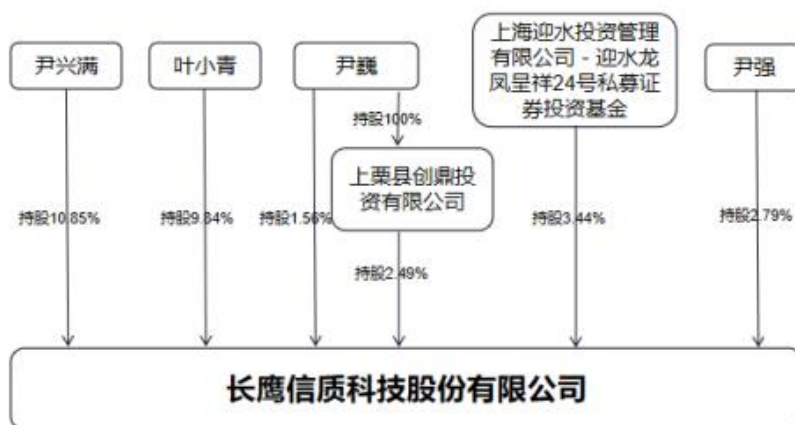 尹兴满
叶小青
尹巍
上海迎水投资管理
有限公司－迎水龙
凤呈祥24号私募证
券投资基金
尹强
持股100%
上栗县创鼎投
资有限公司
持股10.85%
持股9.84%
持股1.56%
持股3.44%
持股2.79%
持股2.49%
长鹰信质科技股份有限公司